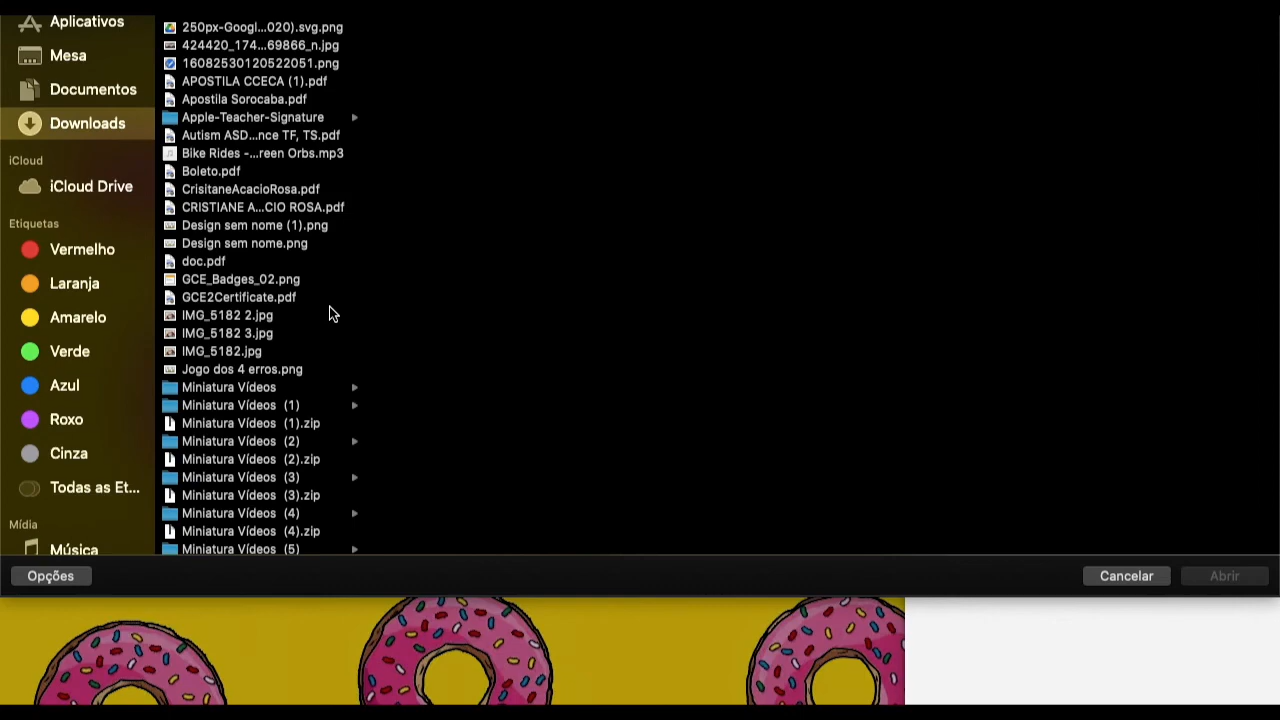 Aplicativos
Mesa
Documentos
Downloads
iCloud
iCloud Drive
Etiquetas
Vermelho
Laranja
Amarelo
Verde
Azul
Roxo
Cinza
Todas as Et...
Mídia
Música
250px-Googl...020).svg.png
424420_174...69866_n.jpg
16082530120522051.png
APOSTILA CCECA (1).pdf
Apostila Sorocaba.pdf
Apple-Teacher-Signature
Autism ASD...nce TF, TS.pdf
Bike Rides -...reen Orbs.mp3
Boleto.pdf
CrisitaneAcacioRosa.pdf
CRISTIANE A...CIO ROSA.pdf
Design sem nome (1).png
Design sem nome.png
doc.pdf
GCE_Badges_02.png
GCE2Certificate.pdf
IMG_5182 2.jpg
IMG_5182 3.jpg
IMG_5182.jpg
Jogo dos 4 erros.png
Miniatura Vídeos
Miniatura Vídeos (1)
Miniatura Vídeos (1).zip
Miniatura Vídeos (2)
Miniatura Vídeos (2).zip
Miniatura Vídeos (3)
Miniatura Vídeos (3).zip
Miniatura Vídeos (4)
Miniatura Vídeos (4).zip
Miniatura Vídeos (5)
Opções
Cancelar
Abrir